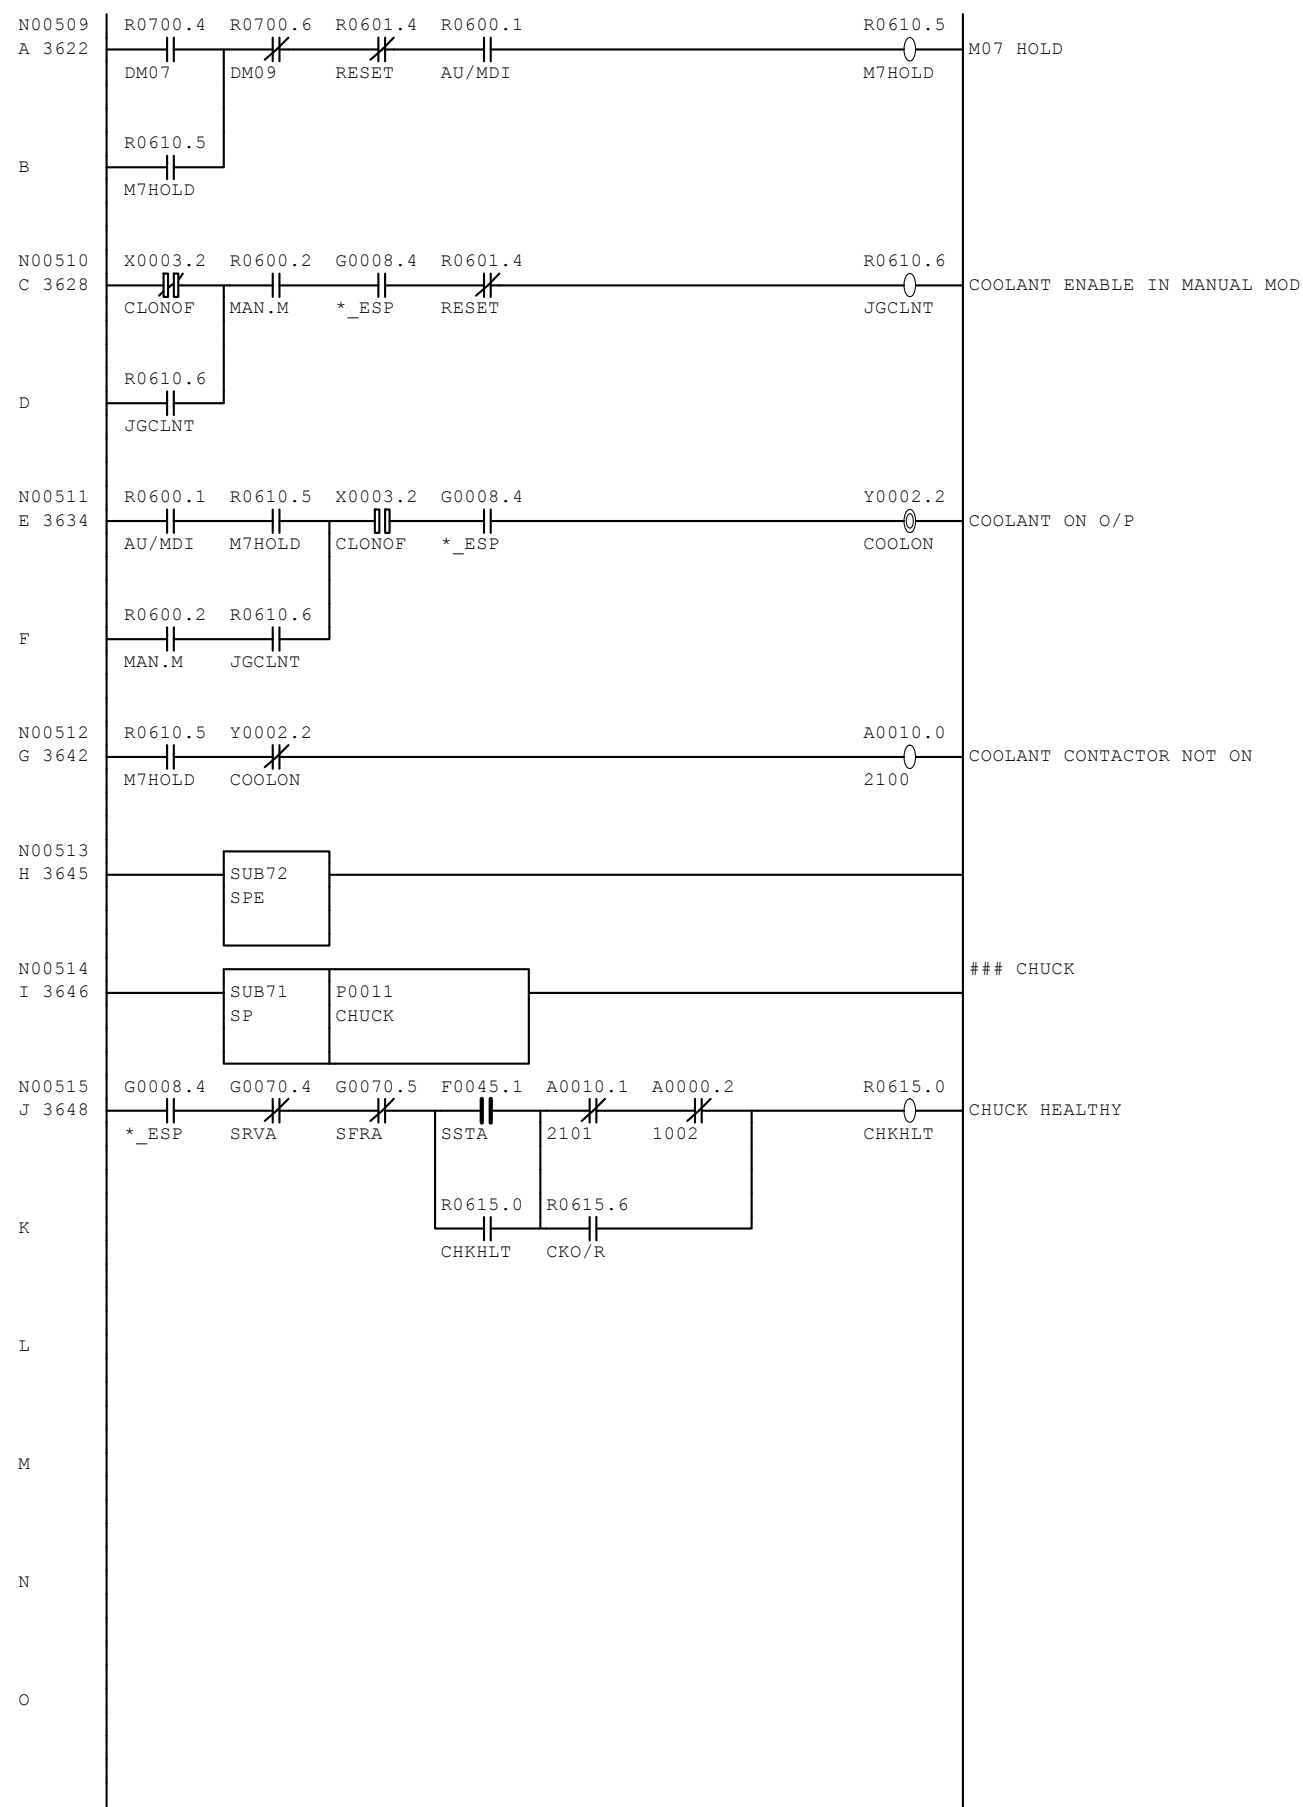 N00509 R0700.4 R0700.6 R0601.4 R0600.1 R0610.5
A 3622 M07 HOLD
DM07 DM09 RESET AU/MDI M7HOLD
R0610.5
B
M7HOLD
N00510 X0003.2 R0600.2 G0008.4 R0601.4 R0610.6
C 3628 COOLANT ENABLE IN MANUAL MOD
CLONOF MAN.M *_ESP RESET JGCLNT
R0610.6
D
JGCLNT
N00511 R0600.1 R0610.5 X0003.2 G0008.4 Y0002.2
E 3634 COOLANT ON O/P
AU/MDI M7HOLD CLONOF *_ESP COOLON
R0600.2 R0610.6
F
MAN.M JGCLNT
N00512 R0610.5 Y0002.2 A0010.0
G 3642 COOLANT CONTACTOR NOT ON
M7HOLD COOLON 2100
N00513
H 3645 SUB72
SPE
N00514 ### CHUCK
I 3646 SUB71 P0011
SP CHUCK
N00515 G0008.4 G0070.4 G0070.5 F0045.1 A0010.1 A0000.2 R0615.0
J 3648 CHUCK HEALTHY
*_ESP SRVA SFRA SSTA 2101 1002 CHKHLT
R0615.0 R0615.6
K
CHKHLT CKO/R
L
M
N
O